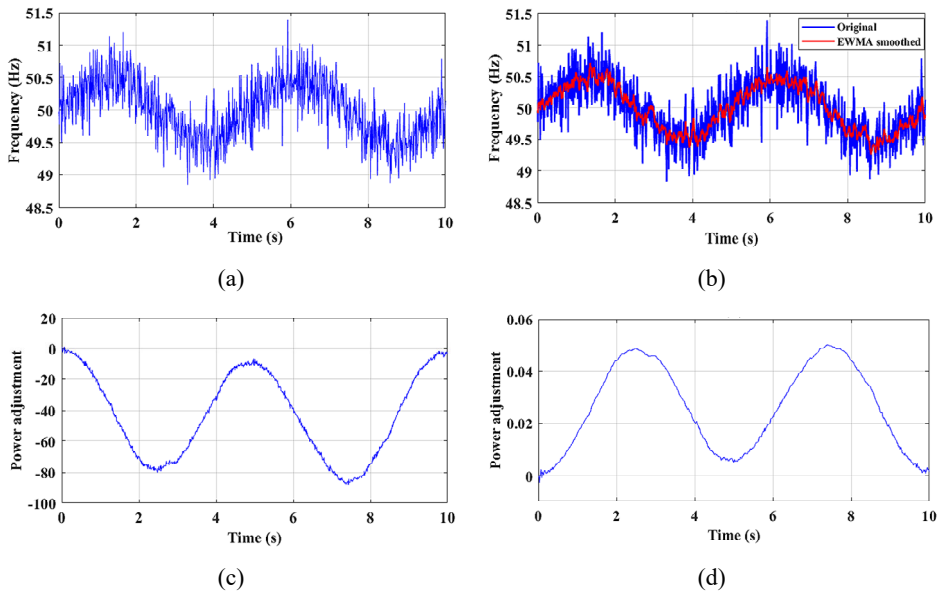 51.5
51
50.5
50
49.5
49
48.5
Frequency (Hz)
0 2 4 6 8 10
Time (s)
(a)
51.5
51
50.5
50
49.5
49
48.5
Frequency (Hz)
Original
EWMA smoothed
0 2 4 6 8 10
Time (s)
(b)
20
0
-20
-40
-60
-80
-100
Power adjustment
0 2 4 6 8 10
Time (s)
(c)
0.06
0.04
0.02
0
Power adjustment
0 2 4 6 8 10
Time (s)
(d)